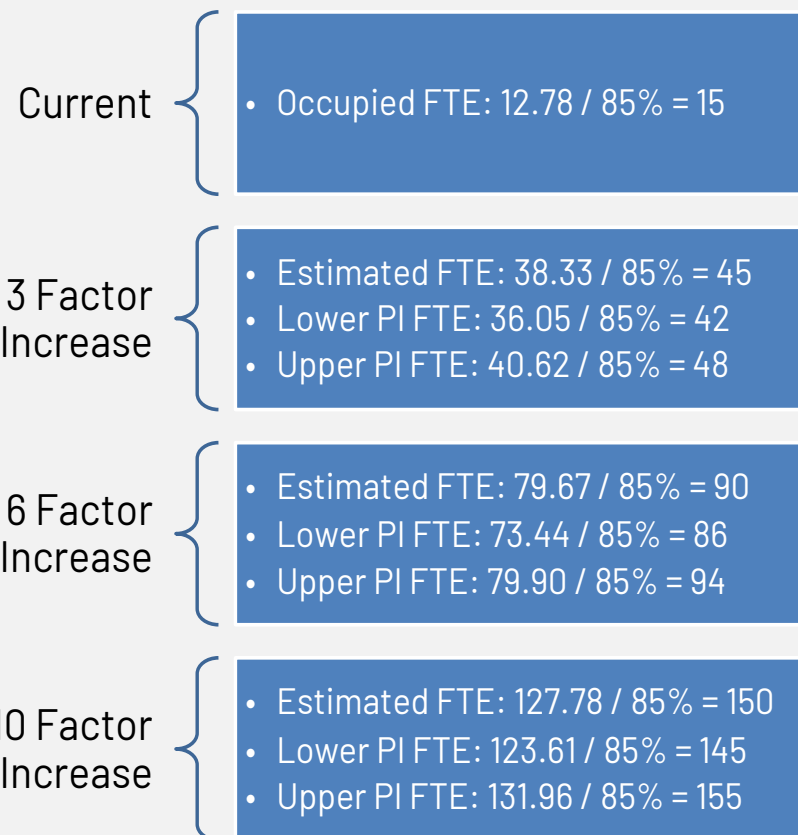 Current
• Occupied FTE: 12.78 / 85% = 15
3 Factor
Increase
• Estimated FTE: 38.33 / 85% = 45
• Lower PI FTE: 36.05 / 85% = 42
• Upper PI FTE: 40.62 / 85% = 48
6 Factor
Increase
• Estimated FTE: 79.67 / 85% = 90
• Lower PI FTE: 73.44 / 85% = 86
• Upper PI FTE: 79.90 / 85% = 94
10 Factor
Increase
• Estimated FTE: 127.78 / 85% = 150
• Lower PI FTE: 123.61 / 85% = 145
• Upper PI FTE: 131.96 / 85% = 155